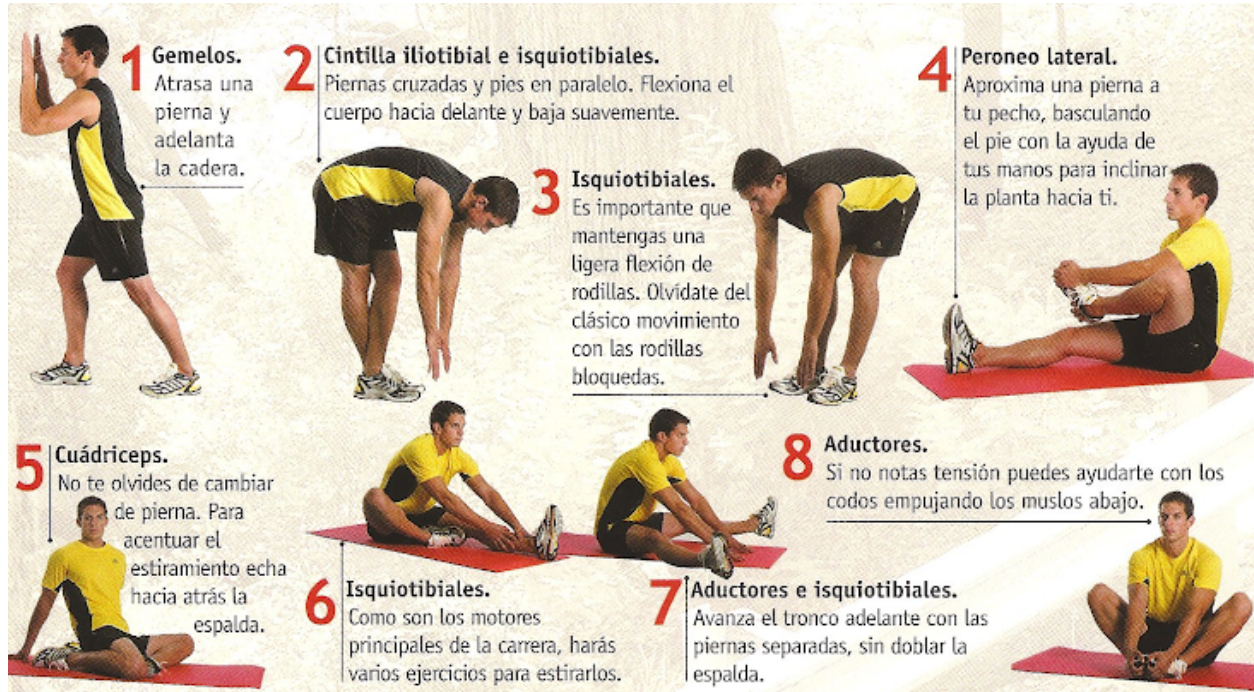 1
Gemelos.
Atrasa una
pierna y
adelanta
la cadera.
2
Cintilla iliotibial e isquiotibiales.
Piernas cruzadas y pies en paralelo. Flexiona el
cuerpo hacia delante y baja suavemente.
3
Isquiotibiales.
Es importante que
mantengas una
ligera flexión de
rodillas. Olvídate del
clásico movimiento
con las rodillas
bloquedas.
4
Peroneo lateral.
Aproxima una pierna a
tu pecho, basculando
el pie con la ayuda de
tus manos para inclinar
la planta hacia ti.
5
Cuádriceps.
No te olvides de cambiar
de pierna. Para
acentuar el
estiramiento echa
hacia atrás la
espalda.
6
Isquiotibiales.
Como son los motores
principales de la carrera, harás
varios ejercicios para estirarlos.
7
Aductores e isquiotibiales.
Avanza el tronco adelante con las
piernas separadas, sin doblar la
espalda.
8
Aductores.
Si no notas tensión puedes ayudarte con los
codos empujando los muslos abajo.